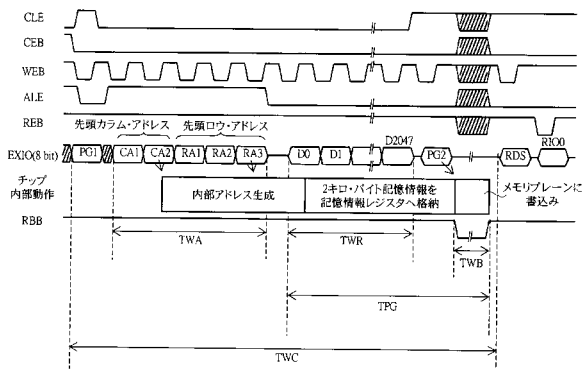 CLE
CEB
WEB
ALE
REB
先頭カラム・アドレス 先頭ロウ・アドレス
D2047
RIO0
EXIO(8 bit) PG1 CA1 CA2 RA1 RA2 RA3 D0 D1 PG2 RDS
チップ
内部動作
内部アドレス生成
2キロ・バイト記憶情報を
記憶情報レジスタへ格納
メモリプレーンに
書込み
RBB
TWA
TWR
TWB
TPG
TWC